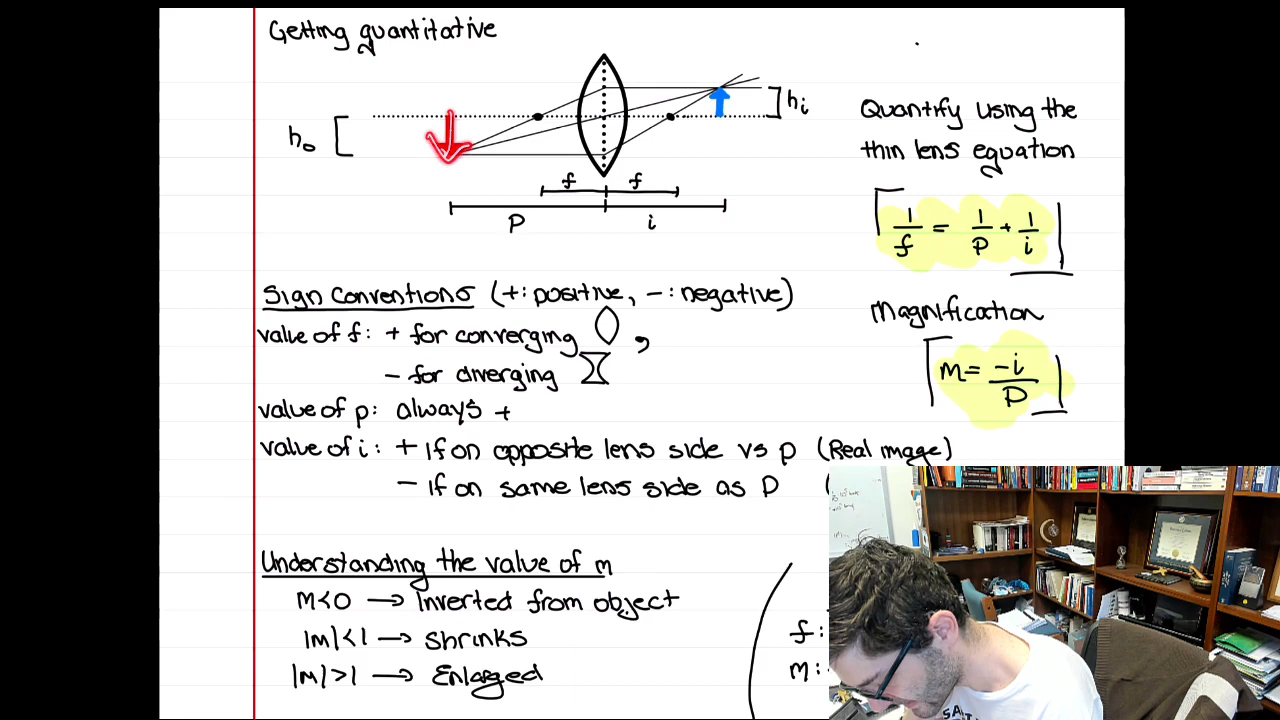 Getting quantitative
h₀
hᵢ
f f
P i
Quantify using the
thin lens equation
1/f = 1/P + 1/i
Magnification
m = -i/P
Sign Conventions (+: positive, - : negative)
value of f: + for converging ,
- for diverging
value of p: always +
value of i: + if on opposite lens side vs p (Real image)
- if on same lens side as P (
Understanding the value of m
m<0 → Inverted from object
|m|<1 → Shrinks
|m|>1 → Enlarged
f:
m: